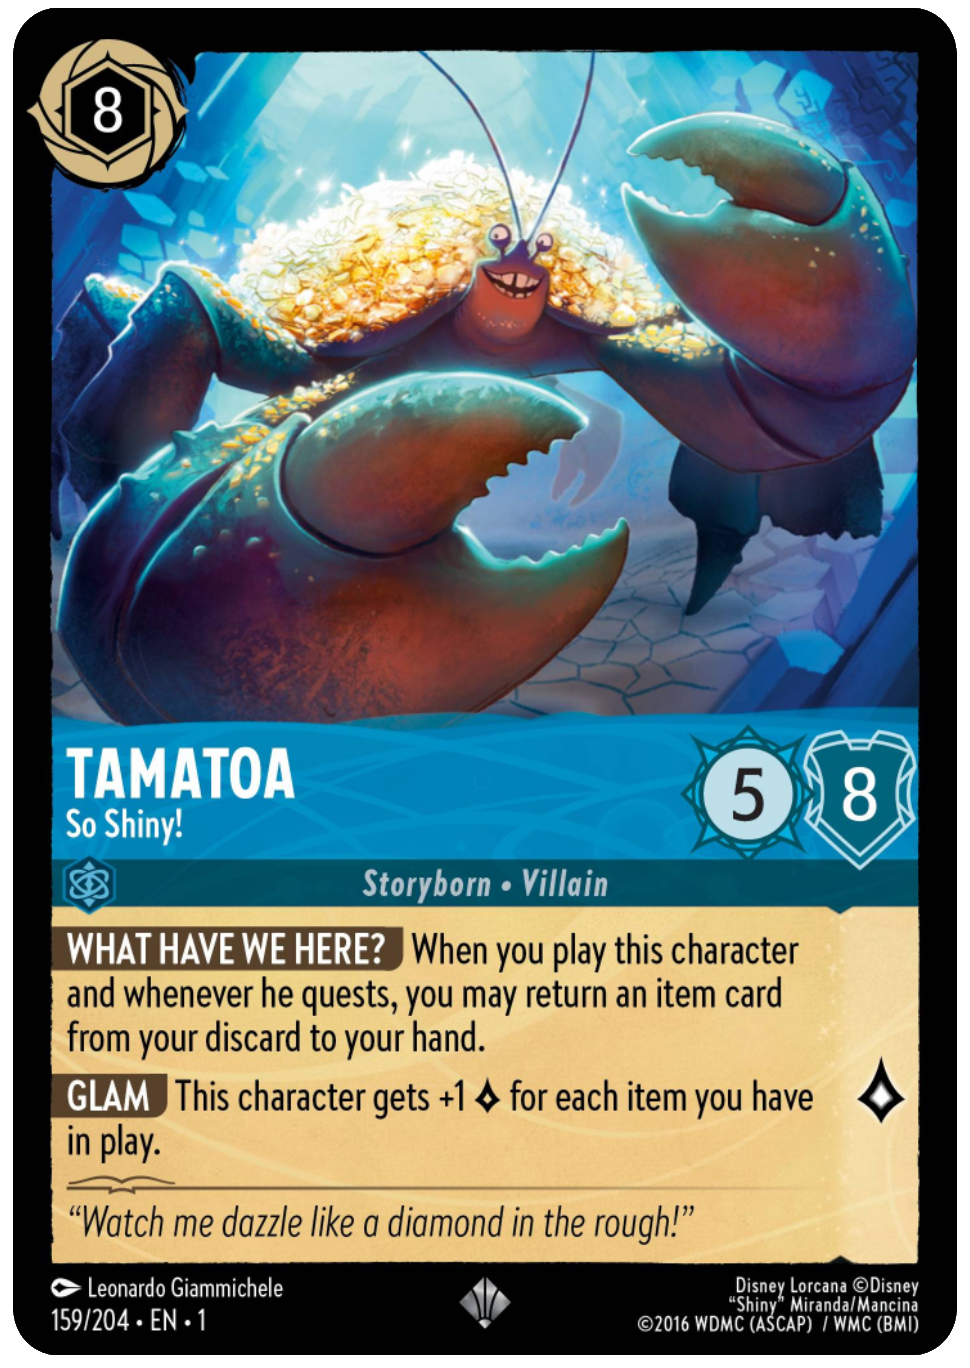 8
TAMATOA
So Shiny!
5
8
Storyborn • Villain
WHAT HAVE WE HERE? When you play this character
and whenever he quests, you may return an item card
from your discard to your hand.
GLAM This character gets +1 for each item you have
in play.
“Watch me dazzle like a diamond in the rough!”
Leonardo Giammichele
159/204 • EN • 1
Disney Lorcana ©Disney
“Shiny” Miranda/Mancina
©2016 WDMC (ASCAP) / WMC (BMI)